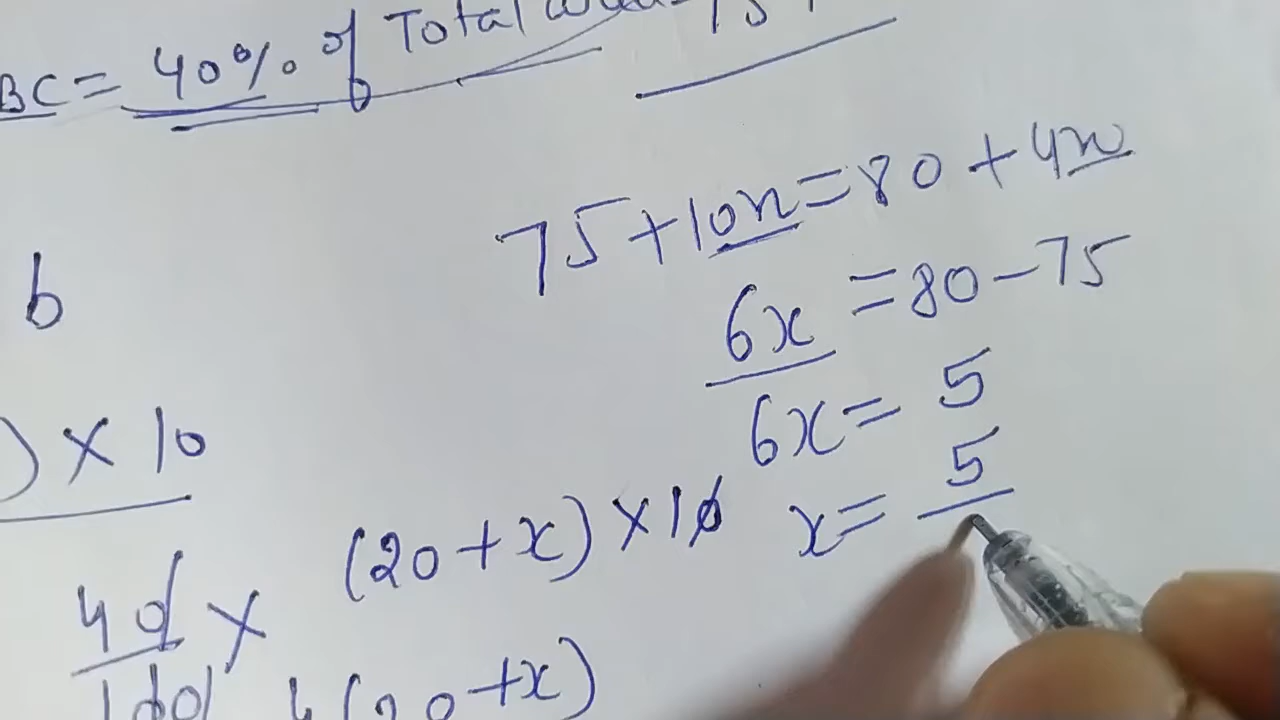 BC = 40% of Total
75 + 10x = 80 + 4x
b
6x = 80 - 75
6x = 5
) × 10
x = 5
(20 + x) × 10
40 ×
100
4 (20 + x)